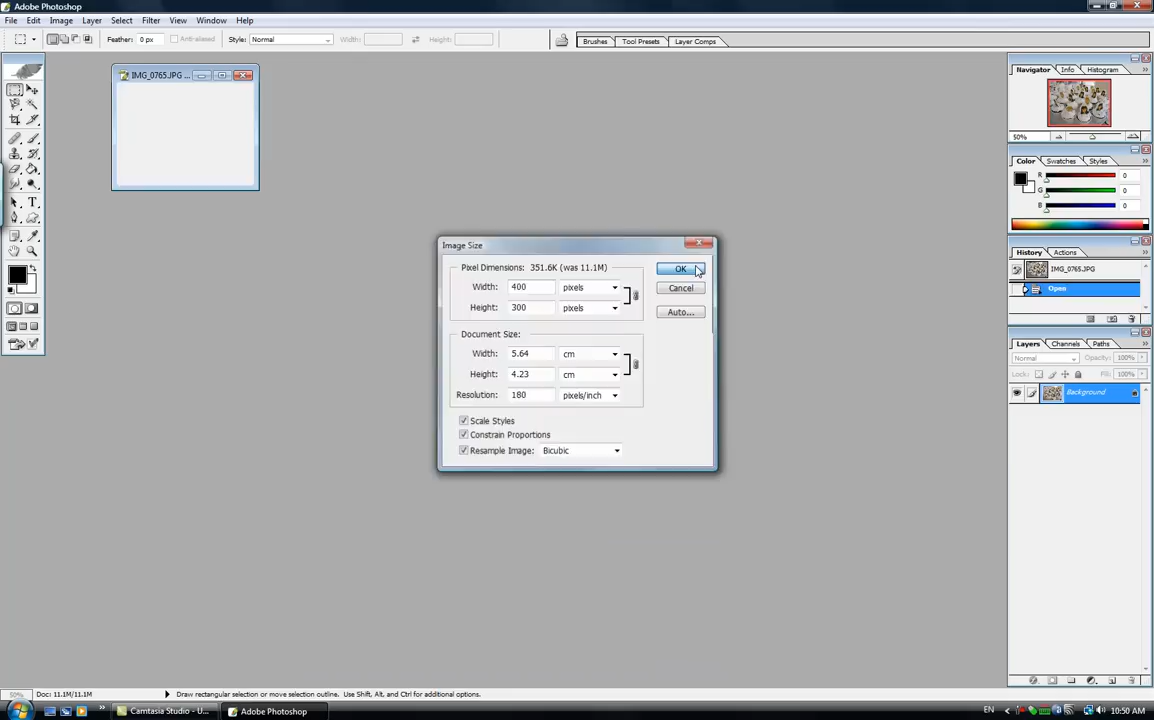 Adobe Photoshop
File Edit Image Layer Select Filter View Window Help
Feather: 0 px Anti-aliased Style: Normal Width: Height: Brushes Tool Presets Layer Comps
IMG_0765.JPG ...
Navigator Info Histogram
50%
Color Swatches Styles
R 0
G 0
B 0
History Actions
IMG_0765.JPG
Open
Layers Channels Paths
Normal Opacity: 100%
Lock: Fill: 100%
Background
Image Size
Pixel Dimensions: 351.6K (was 11.1M)
Width: 400 pixels
Height: 300 pixels
OK
Cancel
Auto...
Document Size:
Width: 5.64 cm
Height: 4.23 cm
Resolution: 180 pixels/inch
Scale Styles
Constrain Proportions
Resample Image: Bicubic
50% Doc: 11.1M/11.1M Draw rectangular selection or move selection outline. Use Shift, Alt, and Ctrl for additional options.
Camtasia Studio - U... Adobe Photoshop EN 10:50 AM